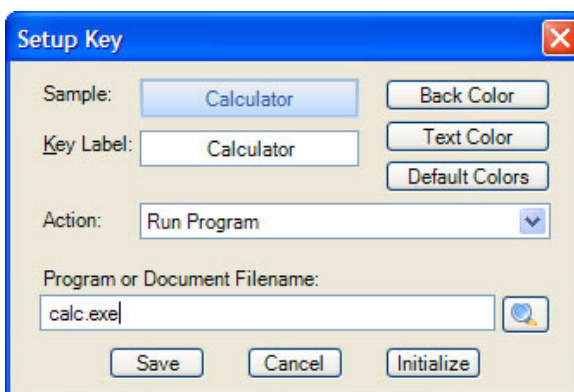 Setup Key
Sample: Calculator Back Color
Key Label: Calculator Text Color
Default Colors
Action: Run Program
Program or Document Filename:
calc.exe
Save Cancel Initialize